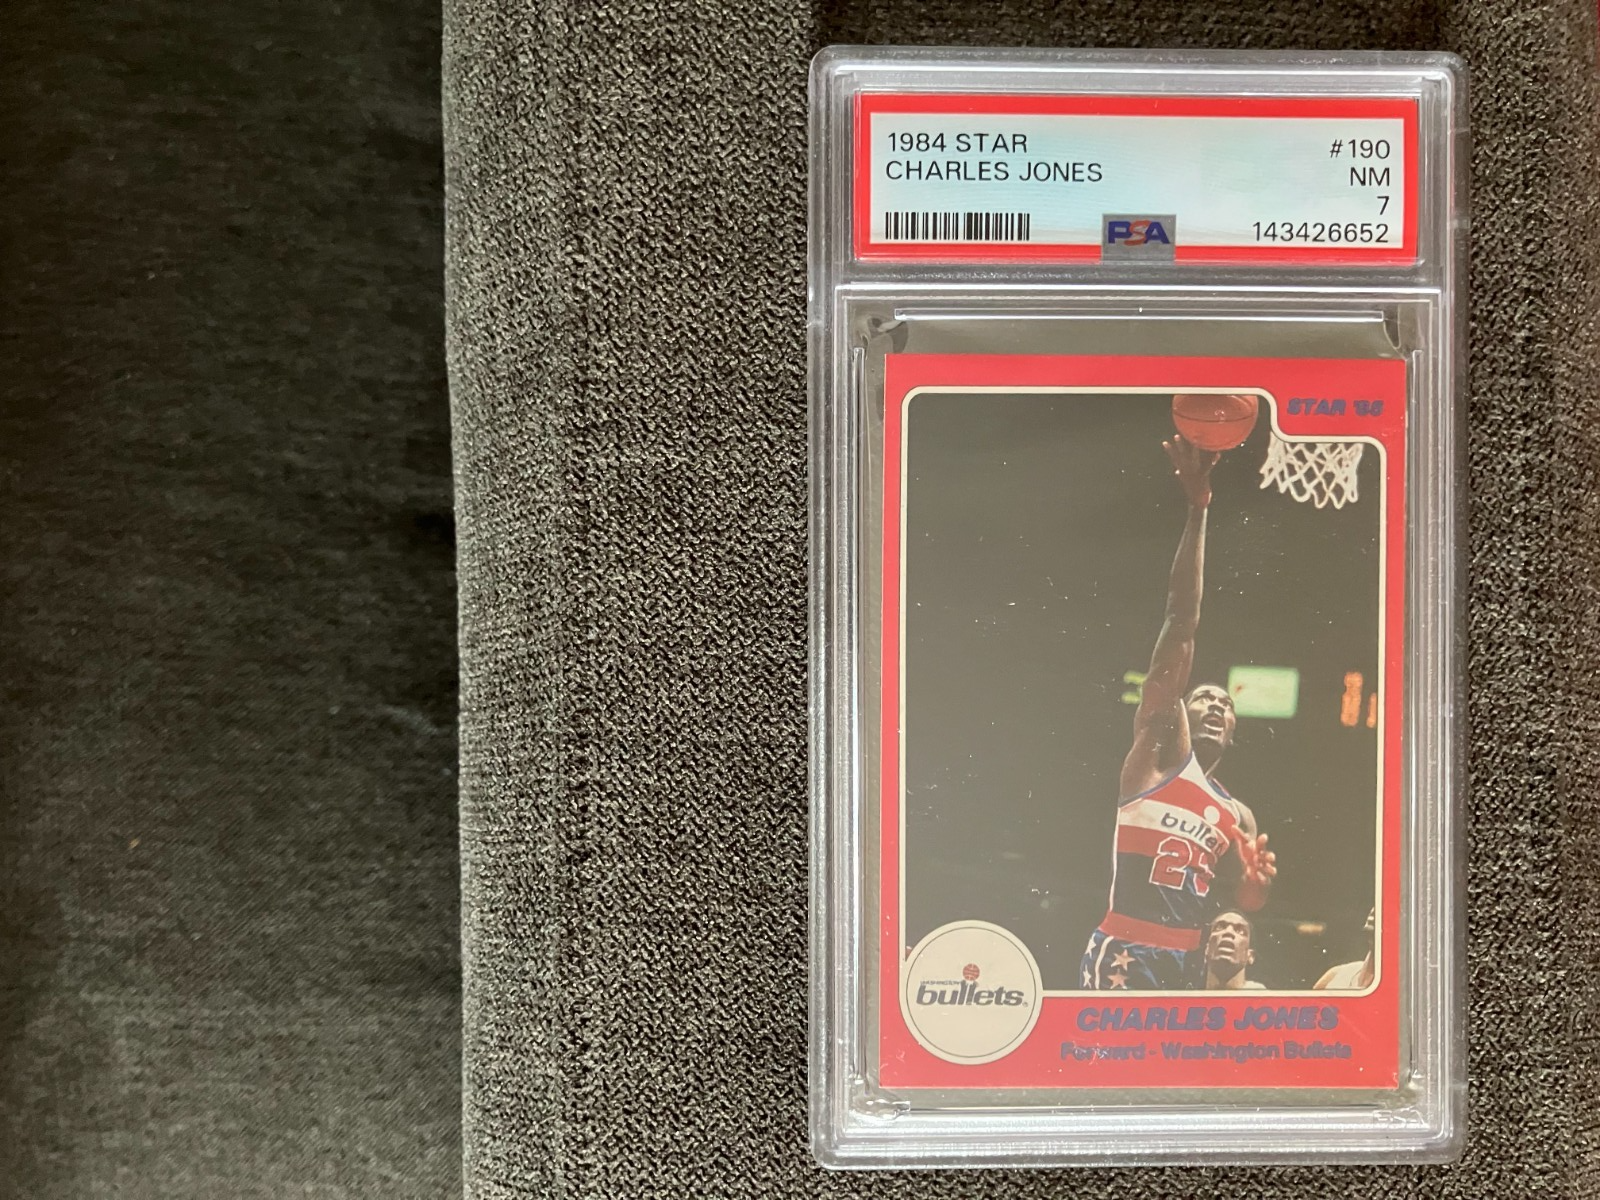 1984 STAR #190
CHARLES JONES NM
7
PSA 143426652
STAR '85
bullets
25
WASHINGTON
bullets
CHARLES JONES
Forward - Washington Bullets